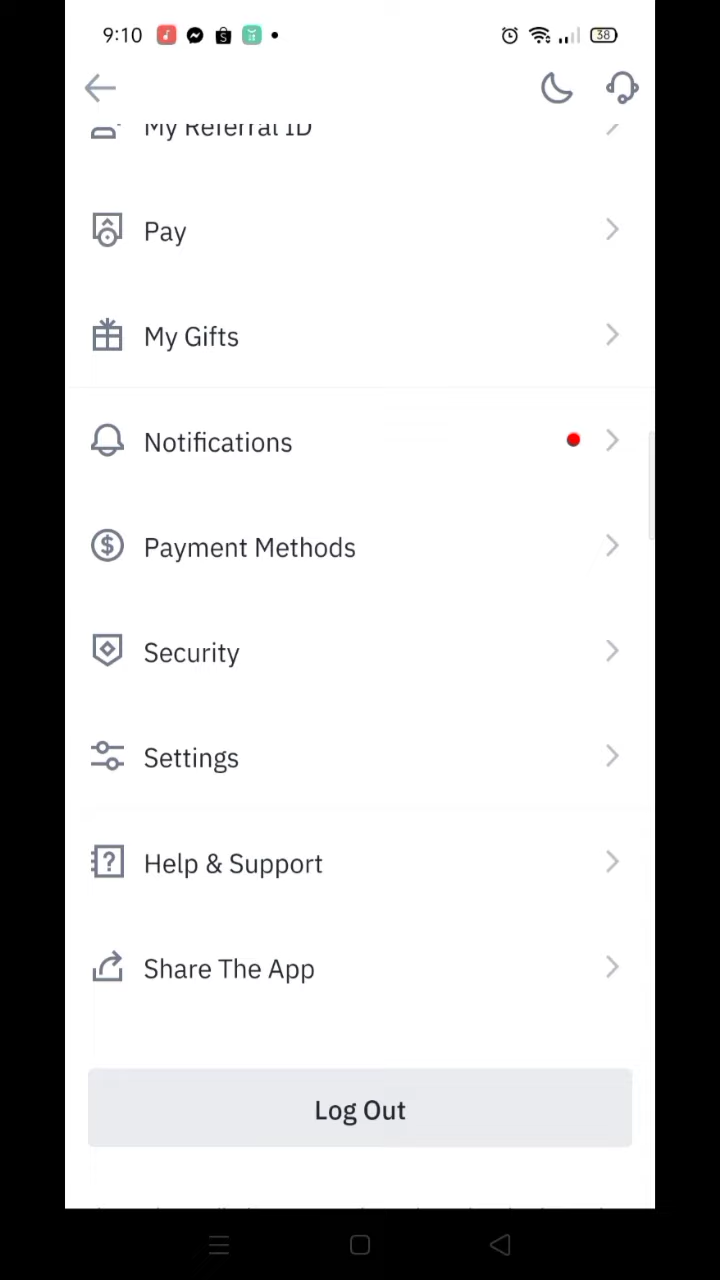 9:10
38
My Referral ID
Pay
My Gifts
Notifications
Payment Methods
Security
Settings
Help & Support
Share The App
Log Out